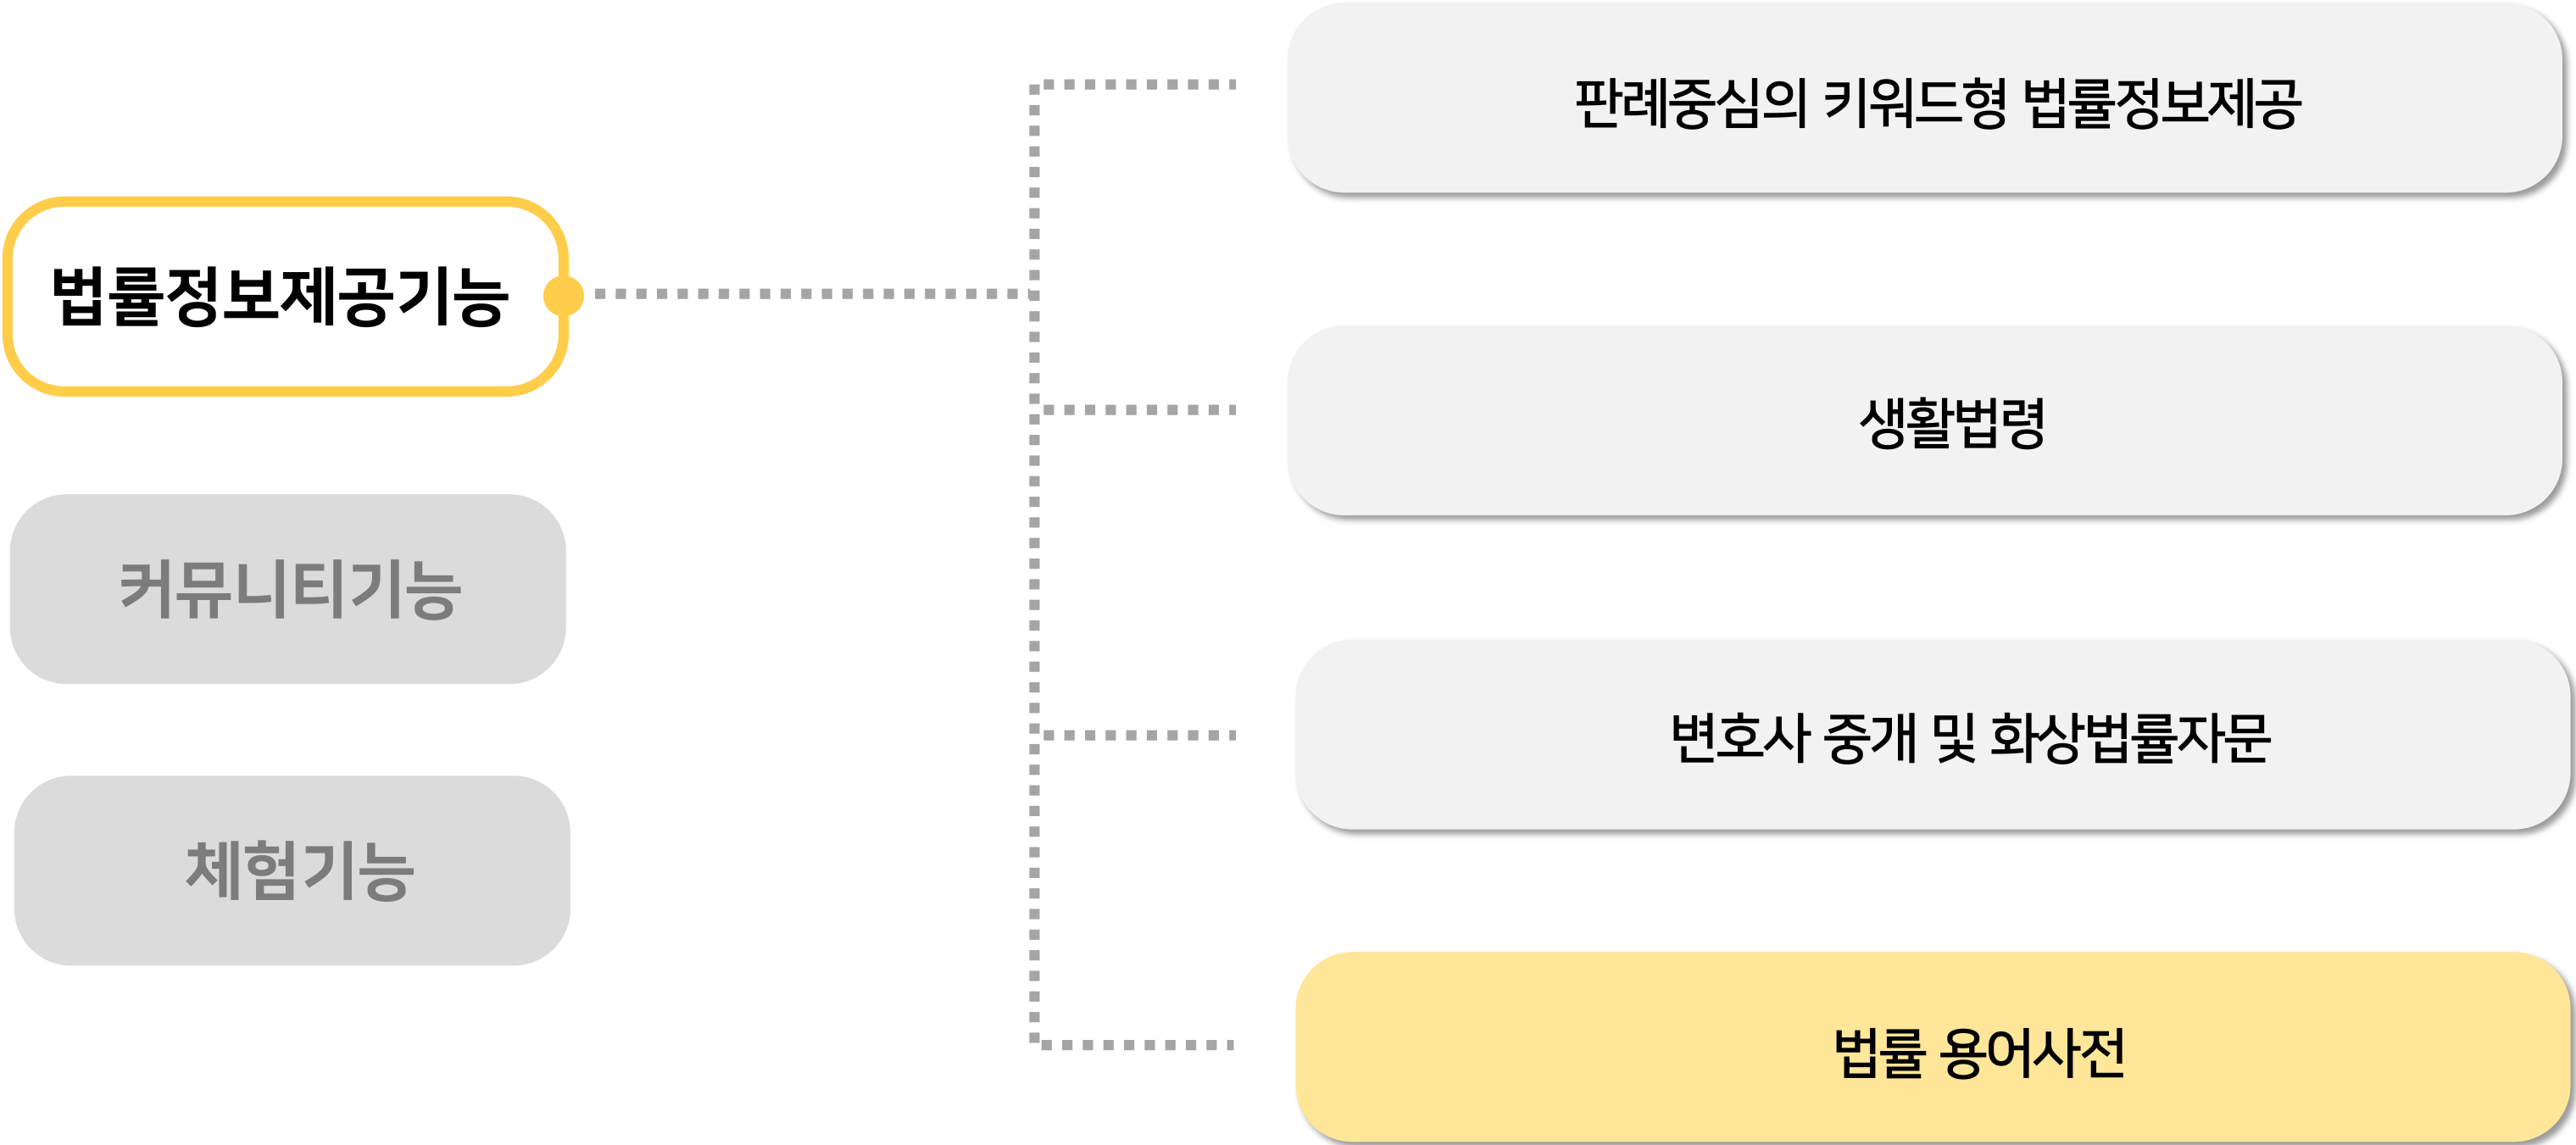 법률정보제공기능
커뮤니티기능
체험기능
판례중심의 키워드형 법률정보제공
생활법령
변호사 중개 및 화상법률자문
법률 용어사전